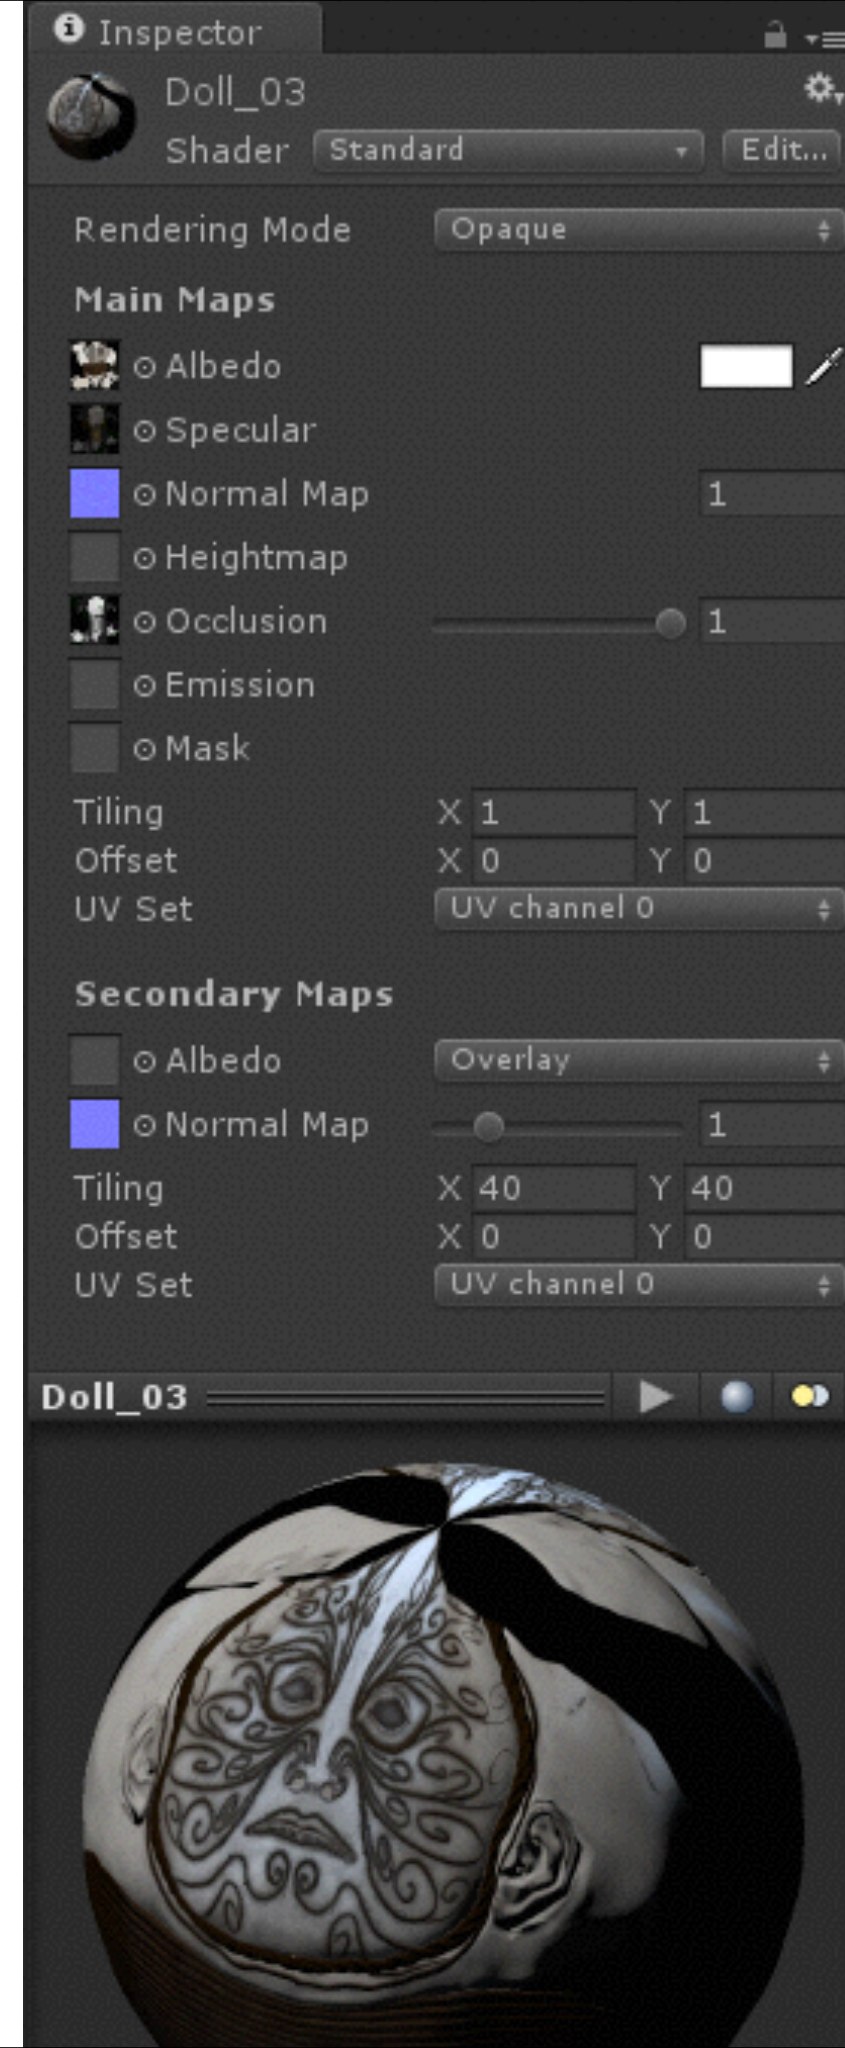 Inspector
Doll_03
Shader Standard Edit...
Rendering Mode Opaque
Main Maps
Albedo
Specular
Normal Map 1
Heightmap
Occlusion 1
Emission
Mask
Tiling X 1 Y 1
Offset X 0 Y 0
UV Set UV channel 0
Secondary Maps
Albedo Overlay
Normal Map 1
Tiling X 40 Y 40
Offset X 0 Y 0
UV Set UV channel 0
Doll_03